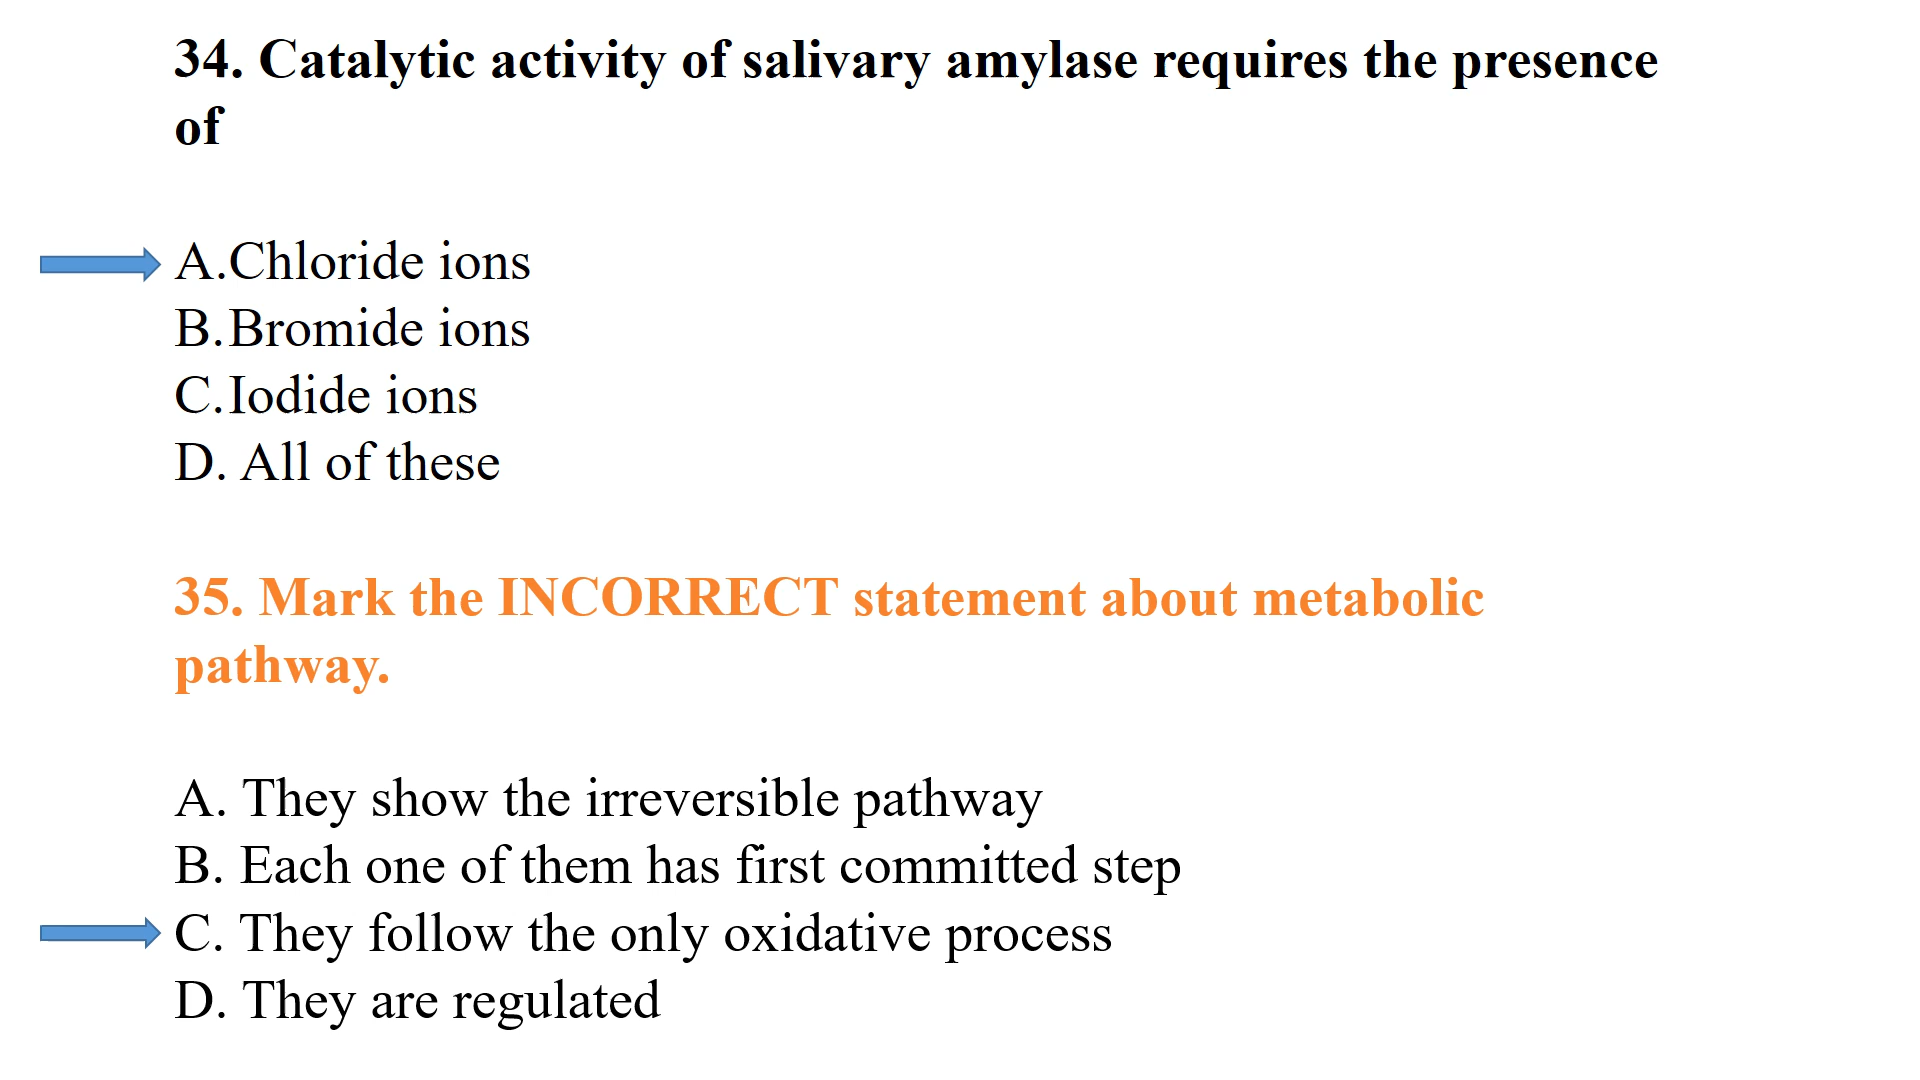 34. Catalytic activity of salivary amylase requires the presence
of
A.Chloride ions
B.Bromide ions
C.Iodide ions
D. All of these
35. Mark the INCORRECT statement about metabolic
pathway.
A. They show the irreversible pathway
B. Each one of them has first committed step
C. They follow the only oxidative process
D. They are regulated